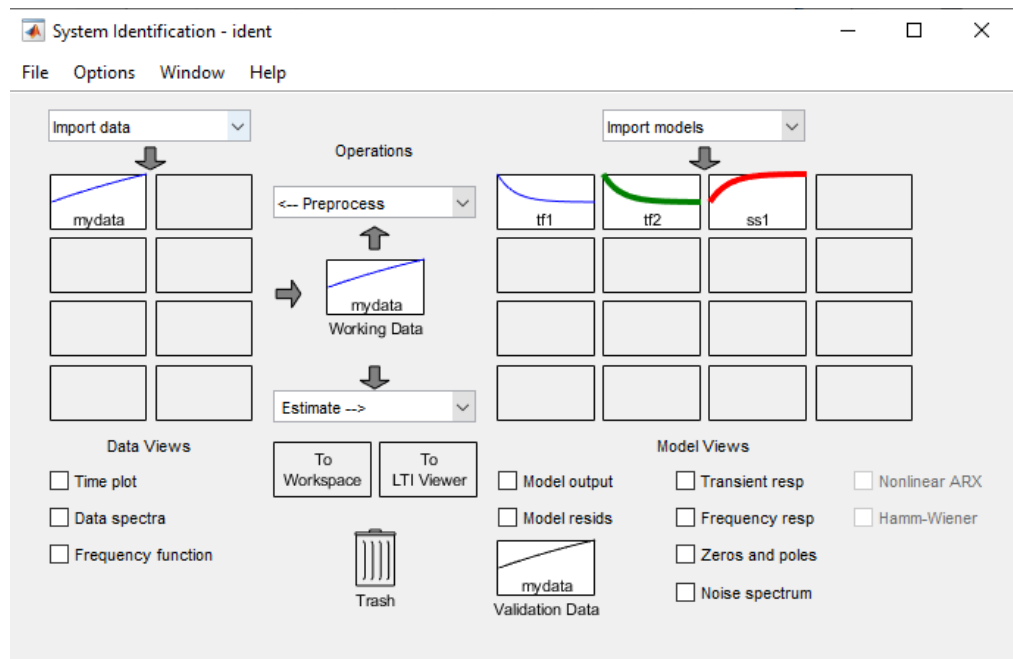 System Identification - ident
File Options Window Help
Import data
Import models
Operations
mydata
<-- Preprocess
tf1
tf2
ss1
mydata
Working Data
Estimate -->
Data Views
Model Views
To
Workspace
To
LTI Viewer
Time plot
Data spectra
Frequency function
Model output
Model resids
Transient resp
Frequency resp
Zeros and poles
Noise spectrum
Nonlinear ARX
Hamm-Wiener
Trash
mydata
Validation Data